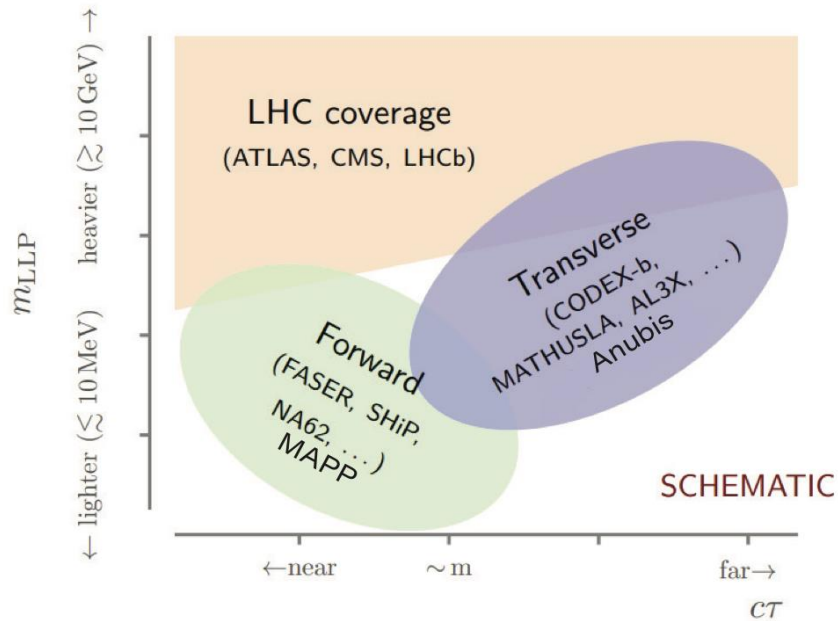 m_LLP
← lighter (≲ 10 MeV)
heavier (≳ 10 GeV) →
LHC coverage
(ATLAS, CMS, LHCb)
Transverse
(CODEX-b,
MATHUSLA, AL3X, ...)
Anubis
Forward
(FASER, SHiP,
NA62, ...)
MAPP
SCHEMATIC
←near
~ m
far→
cτ